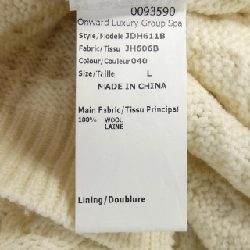 0093590
Onward Luxury Group Spa
Style/Modele JDH611B
Fabric/Tissu JH606B
Colour/Couleur 040
Size/Taille L
MADE IN CHINA
Main Fabric/Tissu Principal
100% WOOL
LAINE
Lining/Doublure